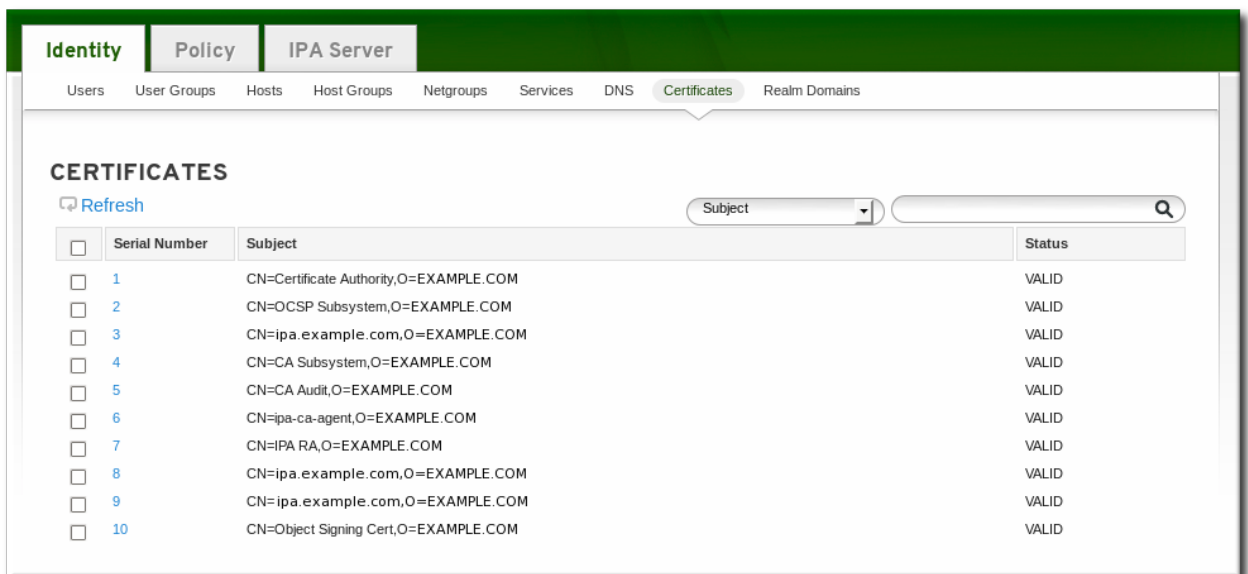 Identity Policy IPA Server
Users User Groups Hosts Host Groups Netgroups Services DNS Certificates Realm Domains
CERTIFICATES
Refresh Subject
Serial Number Subject Status
1 CN=Certificate Authority,O=EXAMPLE.COM VALID
2 CN=OCSP Subsystem,O=EXAMPLE.COM VALID
3 CN=ipa.example.com,O=EXAMPLE.COM VALID
4 CN=CA Subsystem,O=EXAMPLE.COM VALID
5 CN=CA Audit,O=EXAMPLE.COM VALID
6 CN=ipa-ca-agent,O=EXAMPLE.COM VALID
7 CN=IPA RA,O=EXAMPLE.COM VALID
8 CN=ipa.example.com,O=EXAMPLE.COM VALID
9 CN=ipa.example.com,O=EXAMPLE.COM VALID
10 CN=Object Signing Cert,O=EXAMPLE.COM VALID